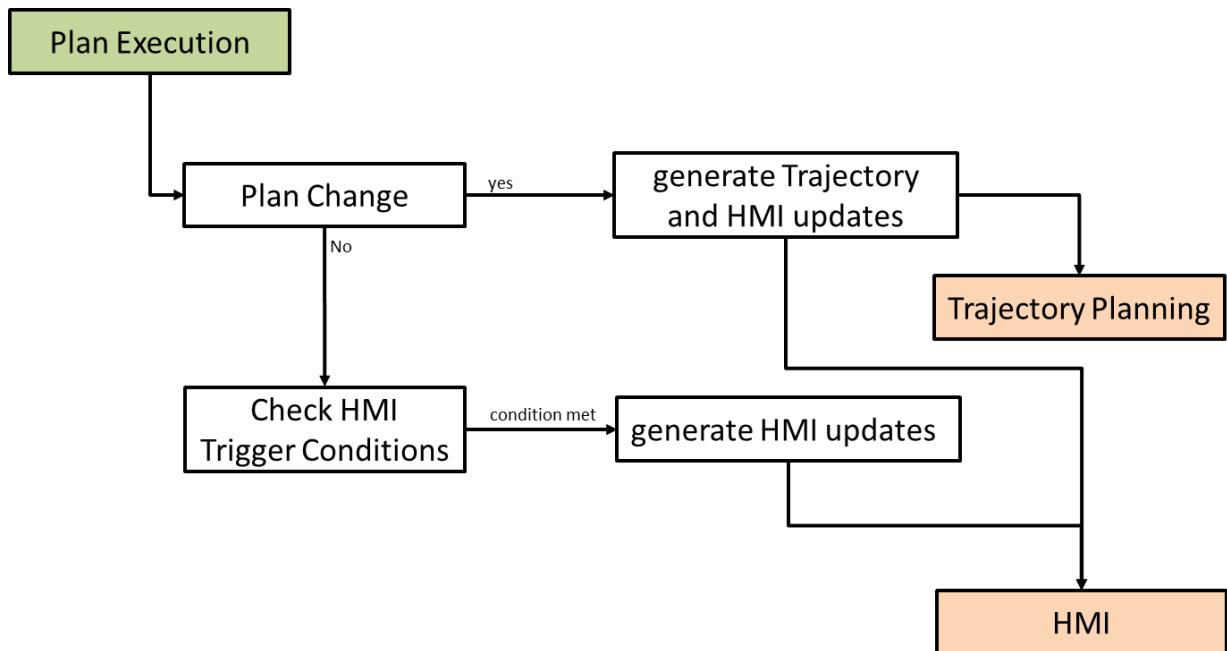 Plan Execution
Plan Change
yes
generate Trajectory
and HMI updates
No
Trajectory Planning
Check HMI
Trigger Conditions
condition met
generate HMI updates
HMI